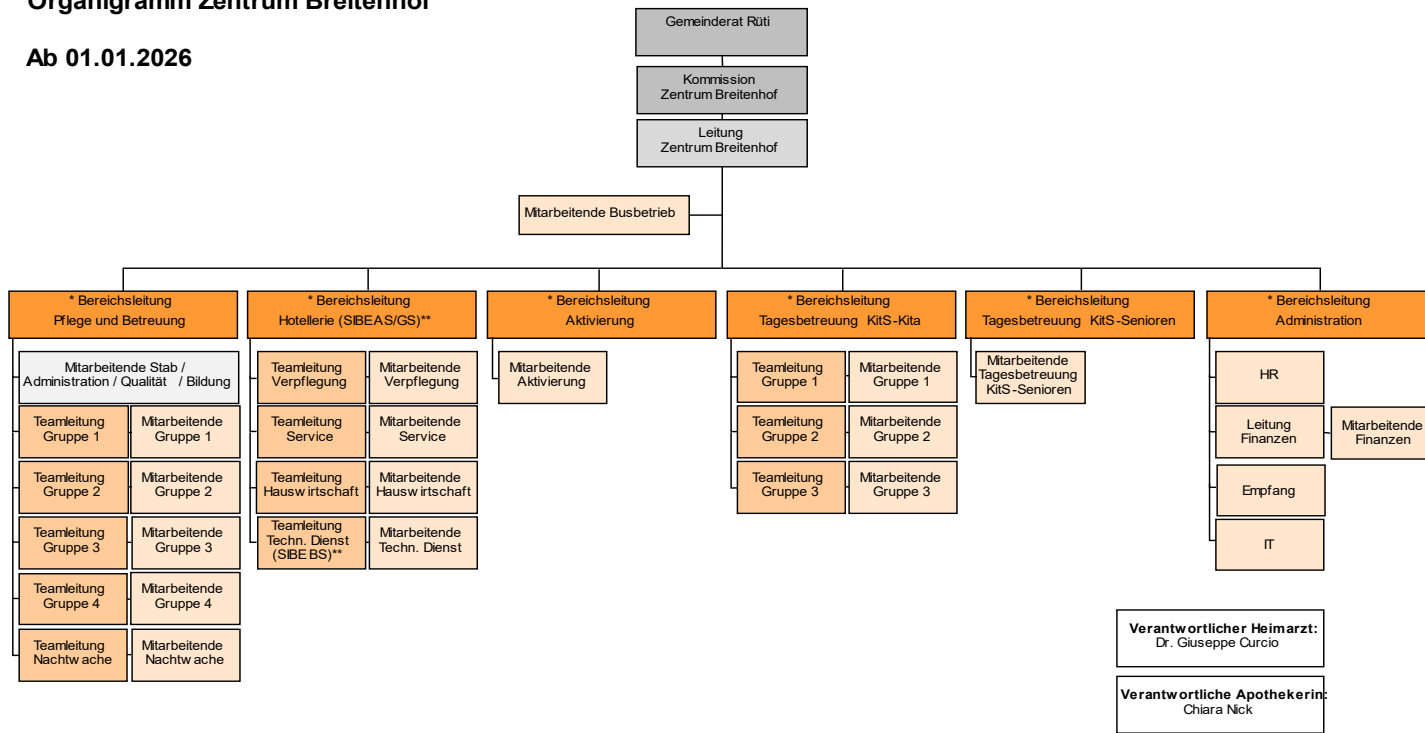 Organigramm Zentrum Breitenhof
Ab 01.01.2026
Gemeinderat Rüti
Kommission
Zentrum Breitenhof
Leitung
Zentrum Breitenhof
Mitarbeitende Busbetrieb
* Bereichsleitung
Pflege und Betreuung
* Bereichsleitung
Hotellerie (SIBEAS/GS)**
* Bereichsleitung
Aktivierung
* Bereichsleitung
Tagesbetreuung KitS-Kita
* Bereichsleitung
Tagesbetreuung KitS-Senioren
* Bereichsleitung
Administration
Mitarbeitende Stab /
Administration / Qualität / Bildung
Teamleitung
Gruppe 1
Mitarbeitende
Gruppe 1
Teamleitung
Gruppe 2
Mitarbeitende
Gruppe 2
Teamleitung
Gruppe 3
Mitarbeitende
Gruppe 3
Teamleitung
Gruppe 4
Mitarbeitende
Gruppe 4
Teamleitung
Nachtwache
Mitarbeitende
Nachtwache
Teamleitung
Verpflegung
Mitarbeitende
Verpflegung
Teamleitung
Service
Mitarbeitende
Service
Teamleitung
Hauswirtschaft
Mitarbeitende
Hauswirtschaft
Teamleitung
Techn. Dienst
(SIBE BS)**
Mitarbeitende
Techn. Dienst
Mitarbeitende
Aktivierung
Teamleitung
Gruppe 1
Mitarbeitende
Gruppe 1
Teamleitung
Gruppe 2
Mitarbeitende
Gruppe 2
Teamleitung
Gruppe 3
Mitarbeitende
Gruppe 3
Mitarbeitende
Tagesbetreuung
KitS-Senioren
HR
Leitung
Finanzen
Mitarbeitende
Finanzen
Empfang
IT
Verantwortlicher Heimarzt:
Dr. Giuseppe Curcio
Verantwortliche Apothekerin:
Chiara Nick